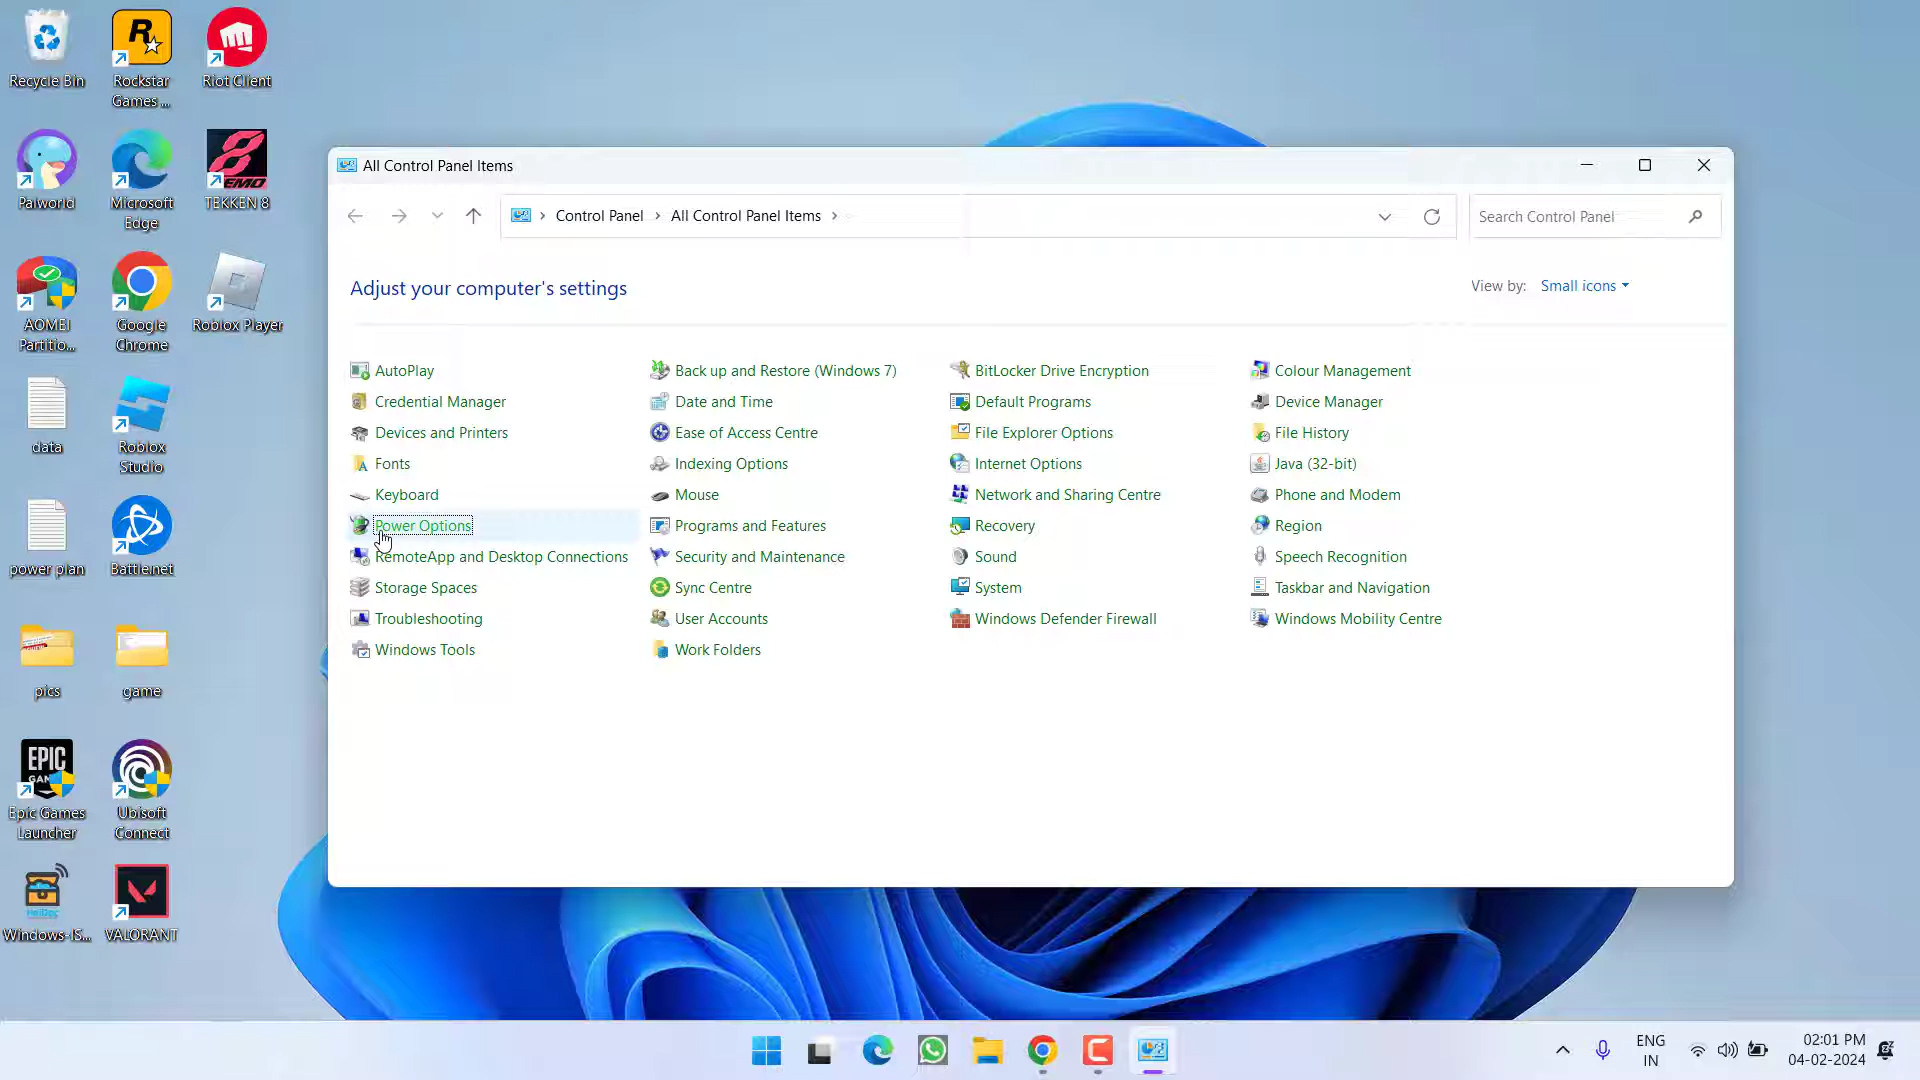 Recycle Bin
Rockstar
Games ...
Riot Client
Palworld
Microsoft
Edge
TEKKEN 8
AOMEI
Partitio...
Google
Chrome
Roblox Player
data
Roblox
Studio
power plan
Battle.net
pics
game
EPIC
Epic Games
Launcher
Ubisoft
Connect
Windows-IS...
VALORANT
All Control Panel Items
Control Panel > All Control Panel Items >
Search Control Panel
Adjust your computer's settings
View by: Small icons
AutoPlay
Back up and Restore (Windows 7)
BitLocker Drive Encryption
Colour Management
Credential Manager
Date and Time
Default Programs
Device Manager
Devices and Printers
Ease of Access Centre
File Explorer Options
File History
Fonts
Indexing Options
Internet Options
Java (32-bit)
Keyboard
Mouse
Network and Sharing Centre
Phone and Modem
Power Options
Programs and Features
Recovery
Region
RemoteApp and Desktop Connections
Security and Maintenance
Sound
Speech Recognition
Storage Spaces
Sync Centre
System
Taskbar and Navigation
Troubleshooting
User Accounts
Windows Defender Firewall
Windows Mobility Centre
Windows Tools
Work Folders
ENG
IN
02:01 PM
04-02-2024